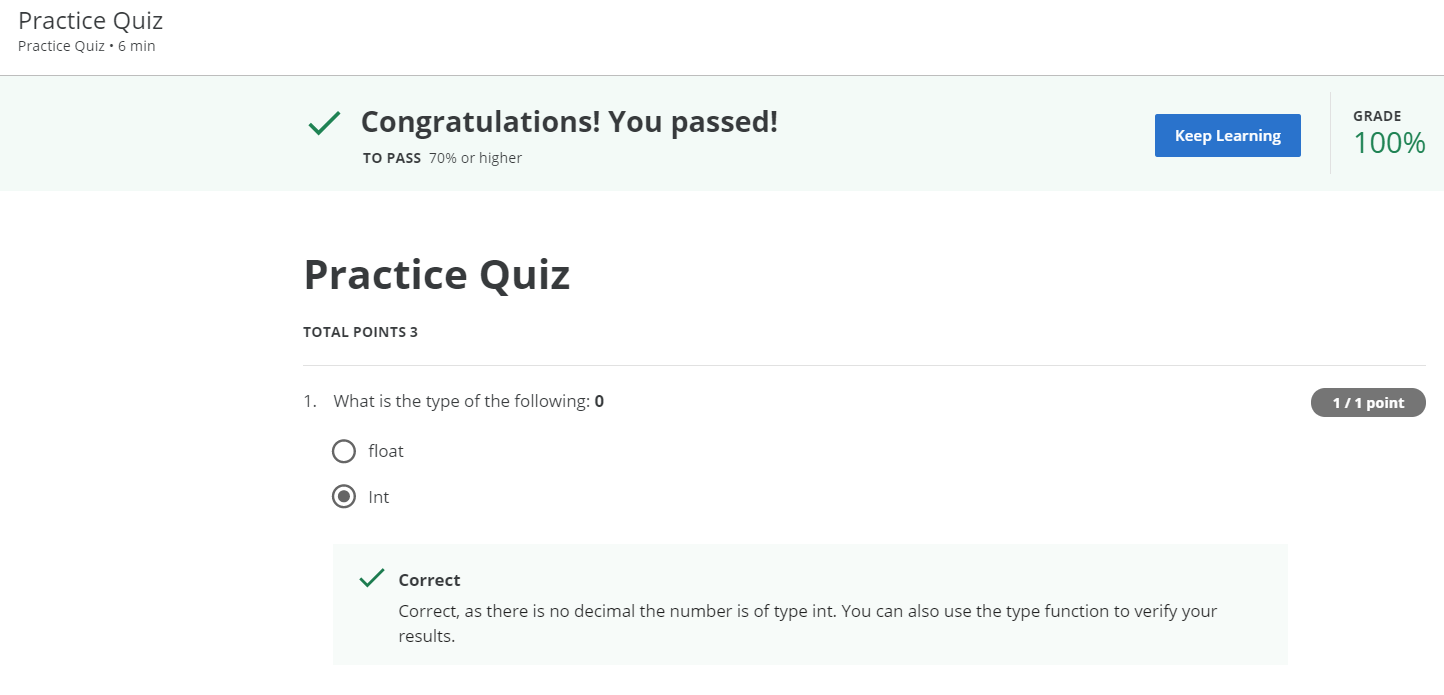 Practice Quiz
Practice Quiz • 6 min
Congratulations! You passed!
TO PASS 70% or higher
Keep Learning
GRADE
100%
Practice Quiz
TOTAL POINTS 3
1. What is the type of the following: 0
1 / 1 point
float
Int
Correct
Correct, as there is no decimal the number is of type int. You can also use the type function to verify your
results.